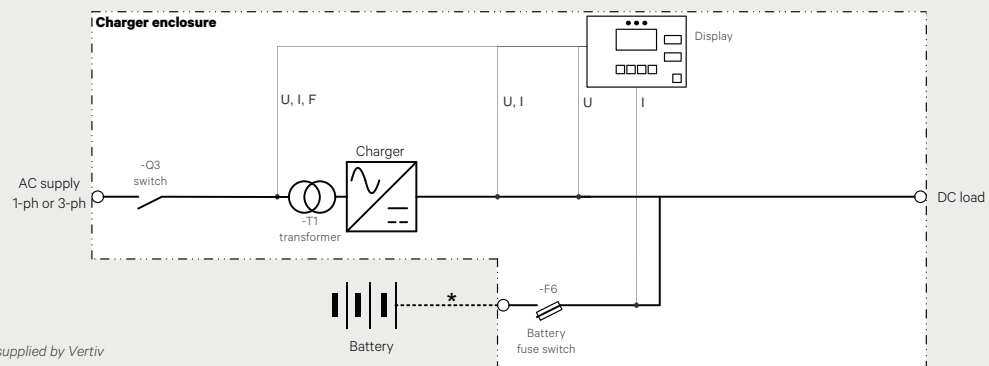 Charger enclosure
Display
U, I, F
U, I
U
I
Charger
-Q3
switch
AC supply
1-ph or 3-ph
DC load
-T1
transformer
*
-F6
Battery
fuse switch
Battery
supplied by Vertiv